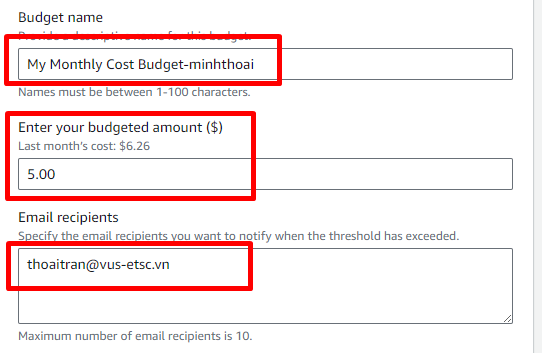 Budget name
Provide a descriptive name for this budget.
My Monthly Cost Budget-minhthoai
Names must be between 1-100 characters.
Enter your budgeted amount ($)
Last month's cost: $6.26
5.00
Email recipients
Specify the email recipients you want to notify when the threshold has exceeded.
thoaitran@vus-etsc.vn
Maximum number of email recipients is 10.